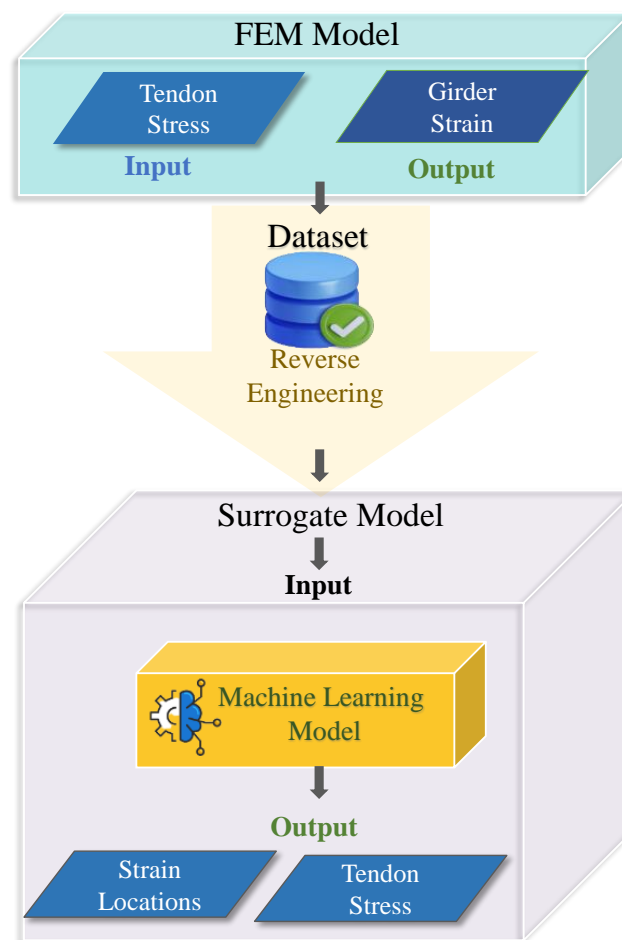 FEM Model
Tendon
Stress
Girder
Strain
Input
Output
Dataset
Reverse
Engineering
Surrogate Model
Input
Machine Learning
Model
Output
Strain
Locations
Tendon
Stress